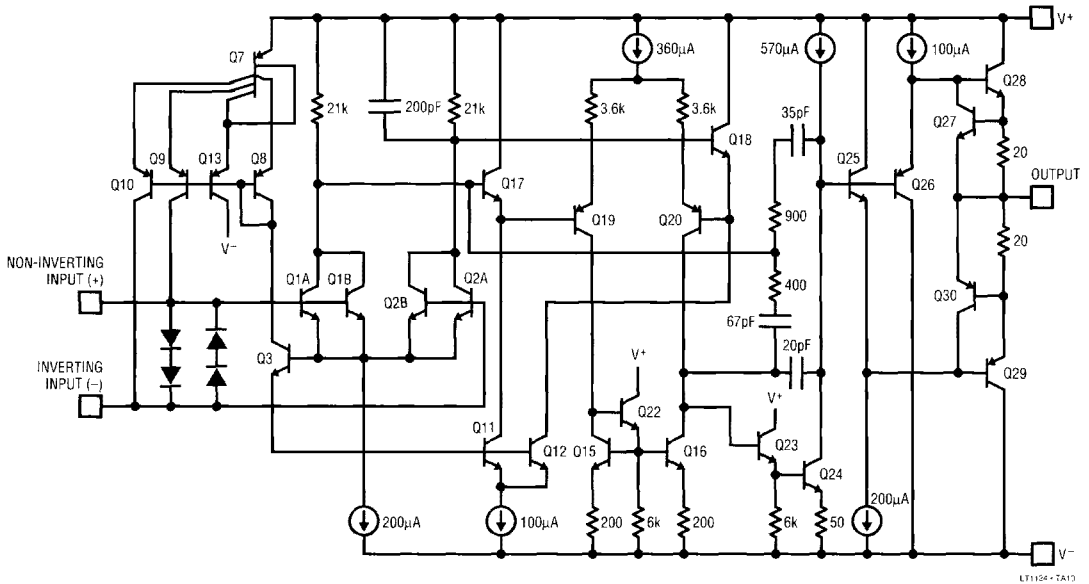 V+
360μA
570μA
100μA
Q7
Q28
21k
200pF
21k
3.6k
3.6k
35pF
Q27
Q18
20
Q9
Q13
Q8
Q25
Q26
OUTPUT
Q10
Q17
Q19
Q20
900
20
V−
NON-INVERTING
INPUT (+)
Q1A
Q1B
Q2B
Q2A
400
Q30
67pF
20pF
Q3
V+
Q29
INVERTING
INPUT (−)
Q22
V+
Q11
Q12
Q15
Q16
Q23
Q24
200μA
200μA
100μA
200
6k
200
6k
50
V−
LT1124 • TA10